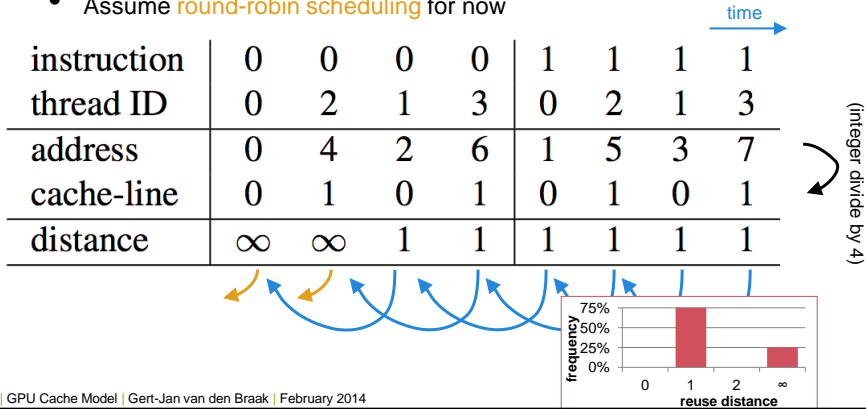 • Assume round-robin scheduling for now
time
instruction 0 0 0 0 1 1 1 1
thread ID 0 2 1 3 0 2 1 3
address 0 4 2 6 1 5 3 7
cache-line 0 1 0 1 0 1 0 1
distance ∞ ∞ 1 1 1 1 1 1
(integer divide by 4)
frequency
75%
50%
25%
0%
0 1 2 ∞
reuse distance
| GPU Cache Model | Gert-Jan van den Braak | February 2014